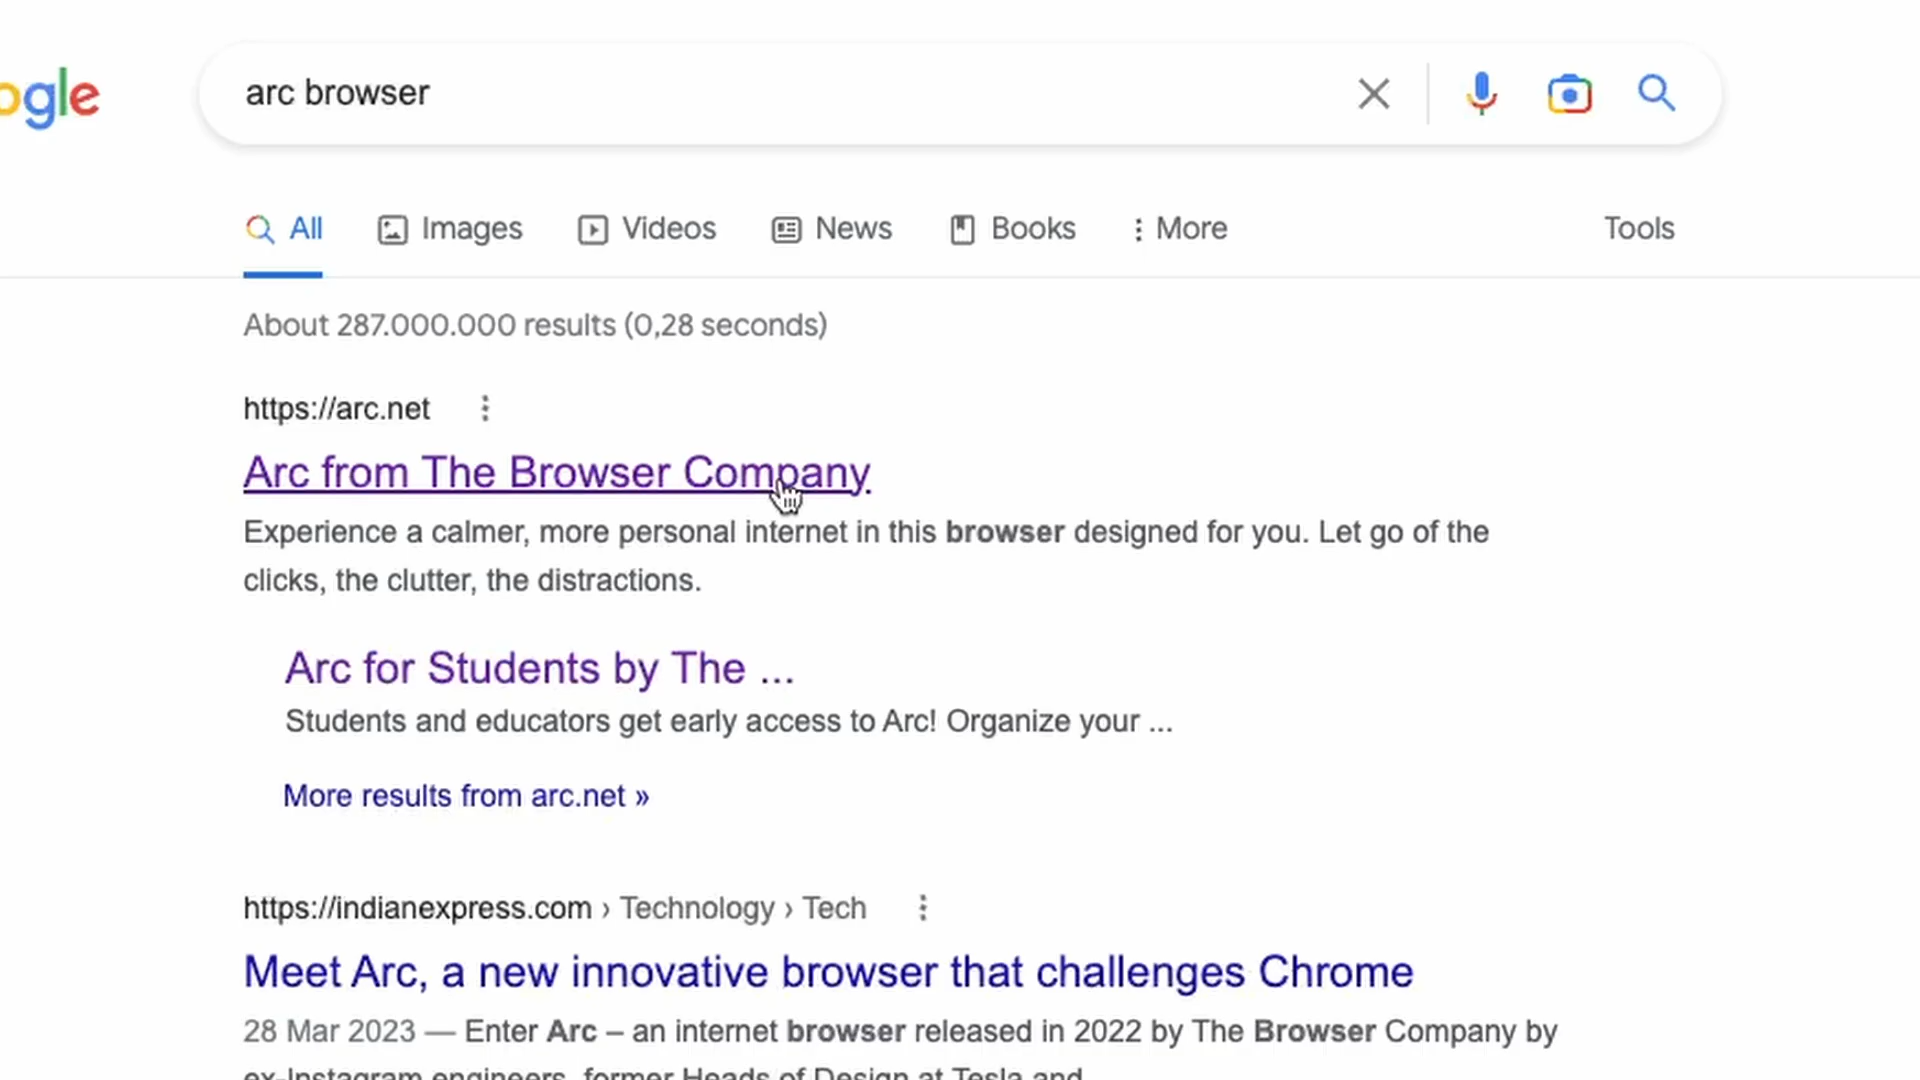 ogle
arc browser
All Images Videos News Books More Tools
About 287.000.000 results (0,28 seconds)
https://arc.net
Arc from The Browser Company
Experience a calmer, more personal internet in this browser designed for you. Let go of the
clicks, the clutter, the distractions.
Arc for Students by The ...
Students and educators get early access to Arc! Organize your ...
More results from arc.net »
https://indianexpress.com › Technology › Tech
Meet Arc, a new innovative browser that challenges Chrome
28 Mar 2023 — Enter Arc – an internet browser released in 2022 by The Browser Company by
ex-Instagram engineers, former Heads of Design at Tesla and